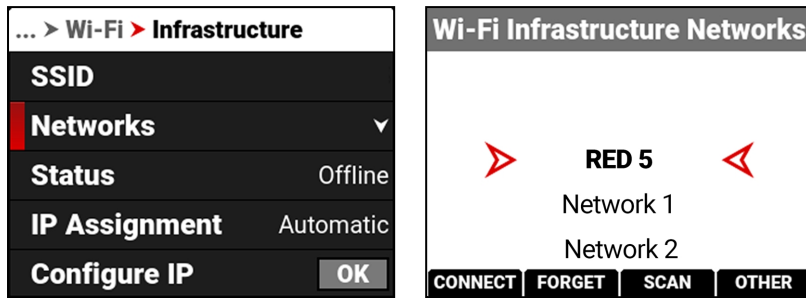 ... > Wi-Fi > Infrastructure
SSID
Networks
Status Offline
IP Assignment Automatic
Configure IP OK
Wi-Fi Infrastructure Networks
RED 5
Network 1
Network 2
CONNECT FORGET SCAN OTHER